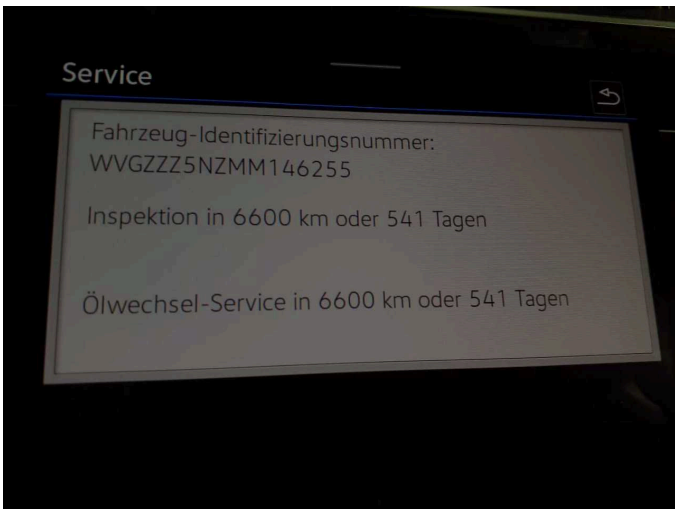 Service
Fahrzeug-Identifizierungsnummer:
WVGZZZ5NZMM146255
Inspektion in 6600 km oder 541 Tagen
Ölwechsel-Service in 6600 km oder 541 Tagen